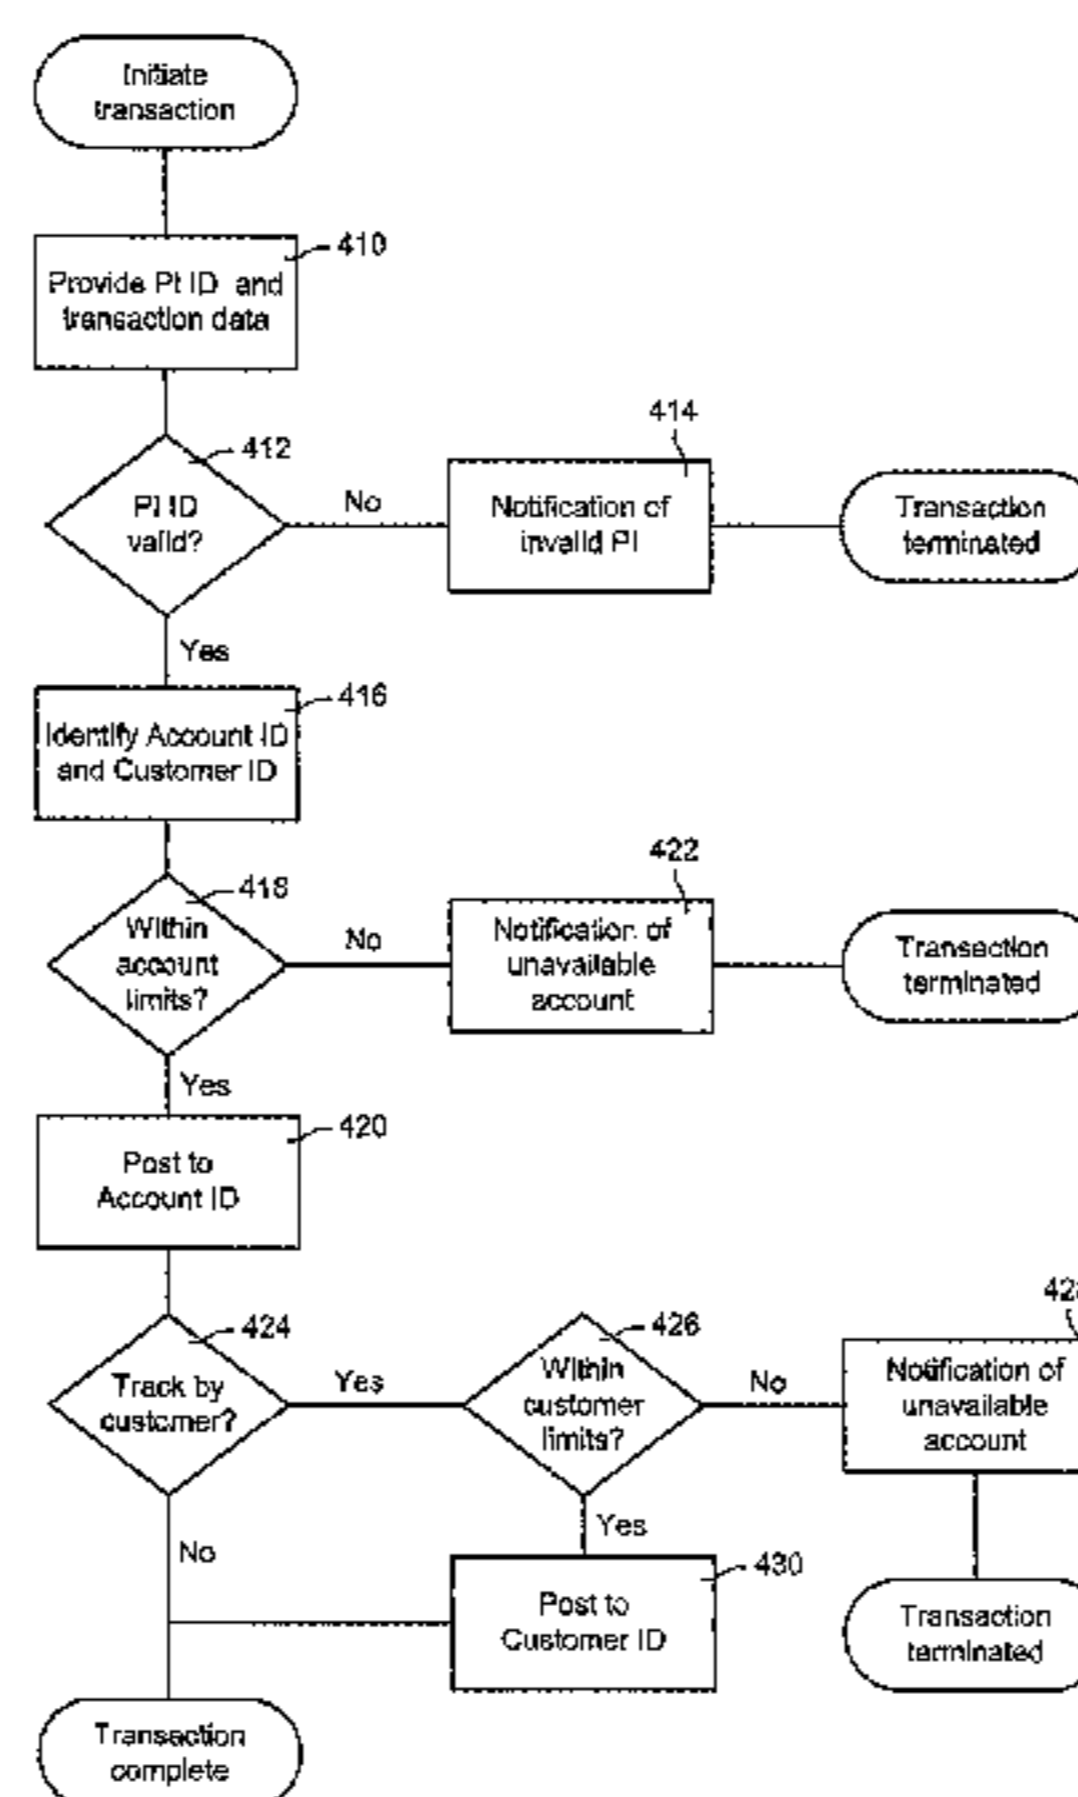 Initiate
transaction
410
Provide PI ID and
transaction data
412
PI ID
valid?
No
414
Notification of
invalid PI
Transaction
terminated
Yes
416
Identify Account ID
and Customer ID
418
Within
account
limits?
No
422
Notification of
unavailable
account
Transaction
terminated
Yes
420
Post to
Account ID
424
Track by
customer?
Yes
426
Within
customer
limits?
No
Notification of
unavailable
account
No
Yes
430
Post to
Customer ID
Transaction
terminated
Transaction
complete